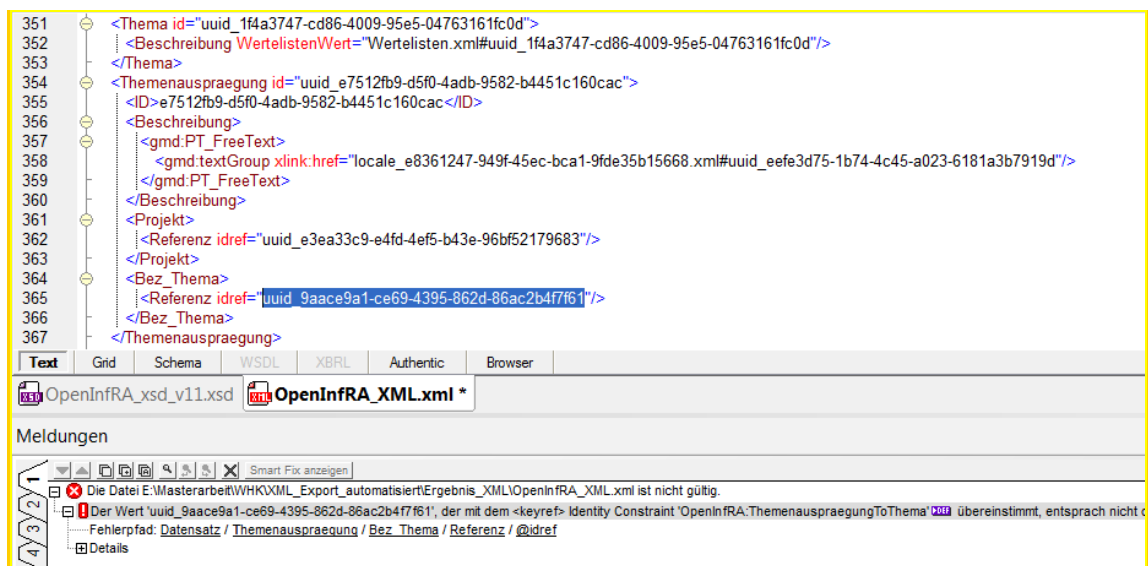 351 <Thema id="uuid_1f4a3747-cd86-4009-95e5-04763161fc0d">
352 <Beschreibung WertelistenWert="Wertelisten.xml#uuid_1f4a3747-cd86-4009-95e5-04763161fc0d"/>
353 </Thema>
354 <Themenauspraegung id="uuid_e7512fb9-d5f0-4adb-9582-b4451c160cac">
355 <ID>e7512fb9-d5f0-4adb-9582-b4451c160cac</ID>
356 <Beschreibung>
357 <gmd:PT_FreeText>
358 <gmd:textGroup xlink:href="locale_e8361247-949f-45ec-bca1-9fde35b15668.xml#uuid_eefe3d75-1b74-4c45-a023-6181a3b7919d"/>
359 </gmd:PT_FreeText>
360 </Beschreibung>
361 <Projekt>
362 <Referenz idref="uuid_e3ea33c9-e4fd-4ef5-b43e-96bf52179683"/>
363 </Projekt>
364 <Bez_Thema>
365 <Referenz idref="uuid_9aace9a1-ce69-4395-862d-86ac2b4f7f61"/>
366 </Bez_Thema>
367 </Themenauspraegung>
Text Grid Schema WSDL XBRL Authentic Browser
OpenInfRA_xsd_v11.xsd OpenInfRA_XML.xml *
Meldungen
Smart Fix anzeigen
Die Datei E:\Masterarbeit\WHK\XML_Export_automatisiert\Ergebnis_XML\OpenInfRA_XML.xml ist nicht gültig.
Der Wert 'uuid_9aace9a1-ce69-4395-862d-86ac2b4f7f61', der mit dem <keyref> Identity Constraint 'OpenInfRA:ThemenauspraegungToThema' DEF übereinstimmt, entsprach nicht
Fehlerpfad: Datensatz / Themenauspraegung / Bez_Thema / Referenz / @idref
Details
1
2
3
4